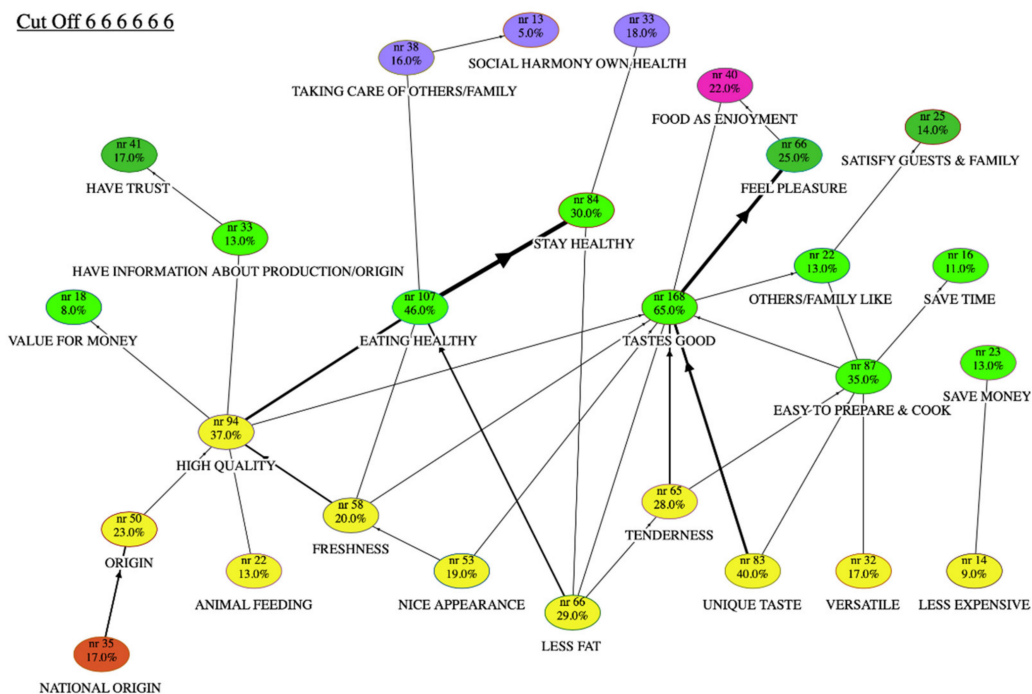 Cut Off 6 6 6 6 6 6
nr 13
5.0%
SOCIAL HARMONY
nr 33
18.0%
OWN HEALTH
nr 38
16.0%
TAKING CARE OF OTHERS/FAMILY
nr 40
22.0%
FOOD AS ENJOYMENT
nr 25
14.0%
SATISFY GUESTS & FAMILY
nr 41
17.0%
HAVE TRUST
nr 66
25.0%
FEEL PLEASURE
nr 84
30.0%
STAY HEALTHY
nr 33
13.0%
HAVE INFORMATION ABOUT PRODUCTION/ORIGIN
nr 22
13.0%
OTHERS/FAMILY LIKE
nr 16
11.0%
SAVE TIME
nr 18
8.0%
VALUE FOR MONEY
nr 107
46.0%
EATING HEALTHY
nr 168
65.0%
TASTES GOOD
nr 87
35.0%
EASY TO PREPARE & COOK
nr 23
13.0%
SAVE MONEY
nr 94
37.0%
HIGH QUALITY
nr 65
28.0%
TENDERNESS
nr 50
23.0%
ORIGIN
nr 58
20.0%
FRESHNESS
nr 22
13.0%
ANIMAL FEEDING
nr 53
19.0%
NICE APPEARANCE
nr 83
40.0%
UNIQUE TASTE
nr 32
17.0%
VERSATILE
nr 14
9.0%
LESS EXPENSIVE
nr 66
29.0%
LESS FAT
nr 35
17.0%
NATIONAL ORIGIN